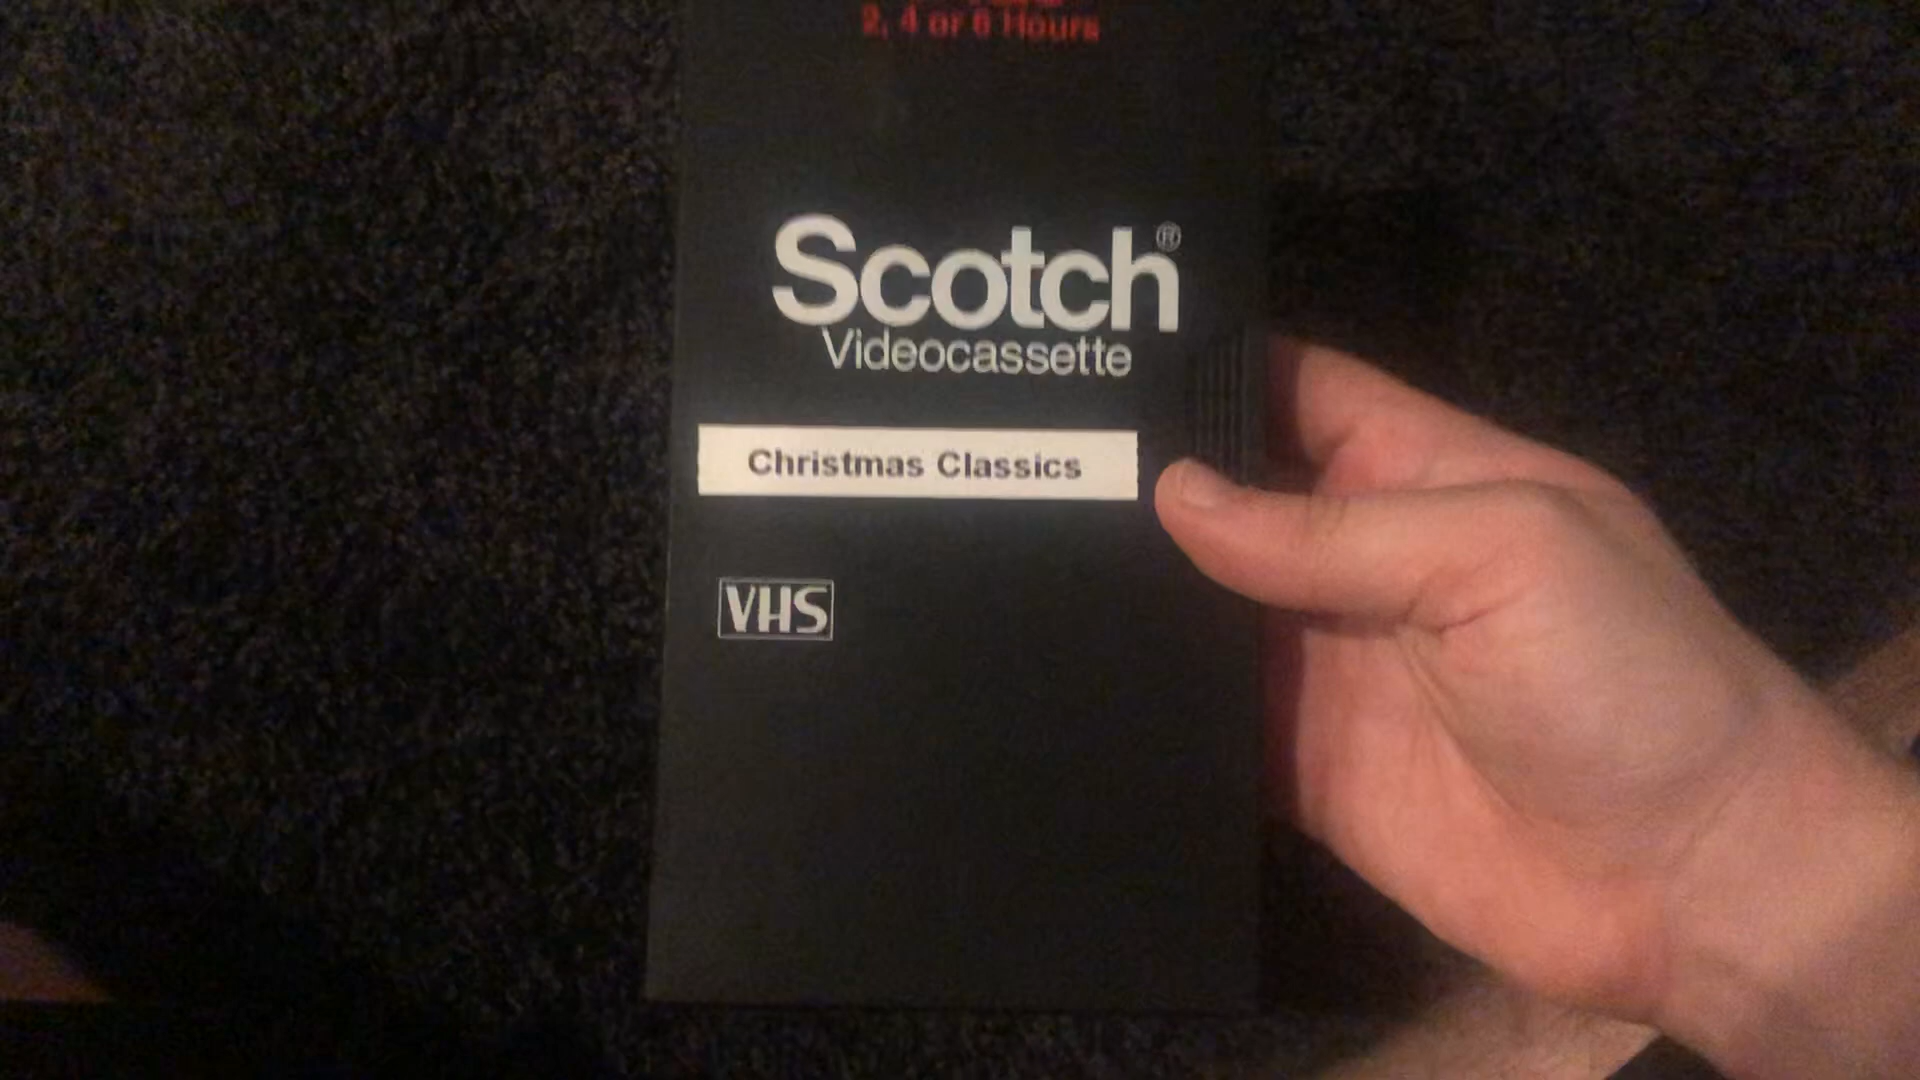 2, 4 or 6 Hours
Scotch®
Videocassette
Christmas Classics
VHS